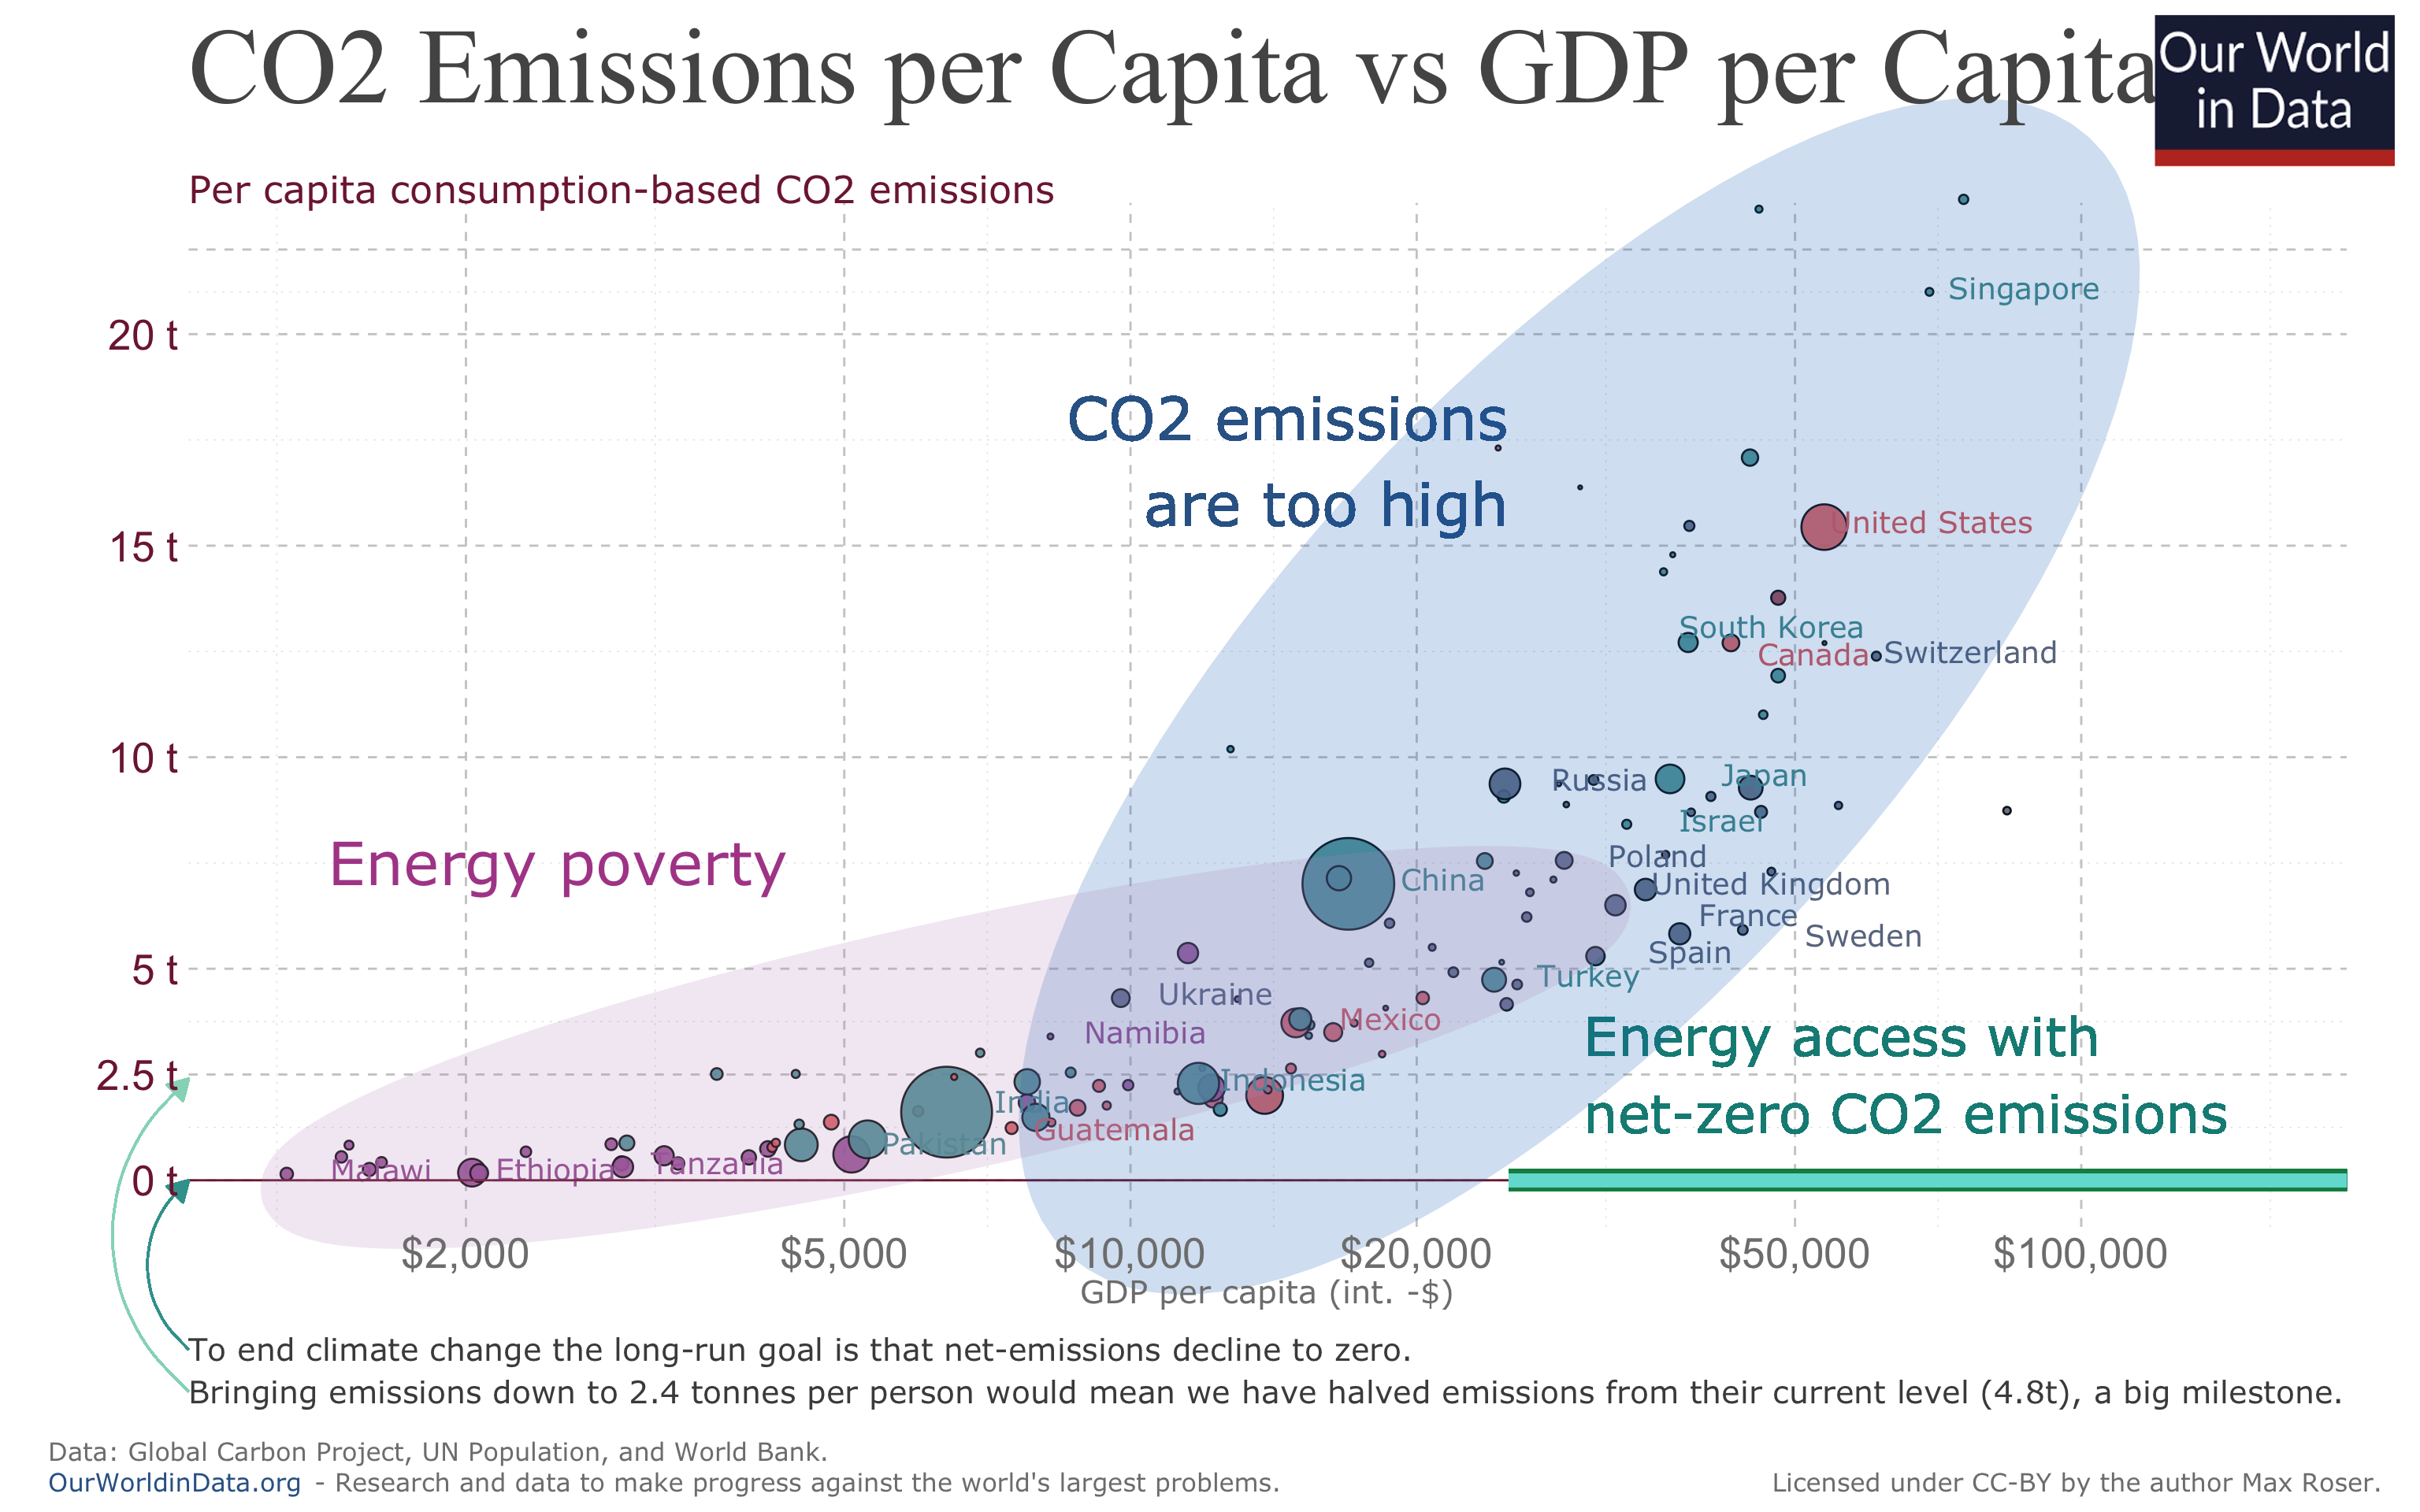 CO2 Emissions per Capita vs GDP per Capita
Our World
in Data
Per capita consumption-based CO2 emissions
Singapore
20 t
CO2 emissions
are too high
United States
15 t
South Korea
Canada
Switzerland
10 t
Russia
Japan
Israel
Energy poverty
Poland
China
United Kingdom
France
Sweden
Spain
5 t
Turkey
Ukraine
Namibia
Mexico
Energy access with
net-zero CO2 emissions
2.5 t
Indonesia
India
Guatemala
Pakistan
Malawi
Ethiopia
Tanzania
0 t
$2,000
$5,000
$10,000
$20,000
$50,000
$100,000
GDP per capita (int. -$)
To end climate change the long-run goal is that net-emissions decline to zero.
Bringing emissions down to 2.4 tonnes per person would mean we have halved emissions from their current level (4.8t), a big milestone.
Data: Global Carbon Project, UN Population, and World Bank.
OurWorldinData.org - Research and data to make progress against the world's largest problems.
Licensed under CC-BY by the author Max Roser.